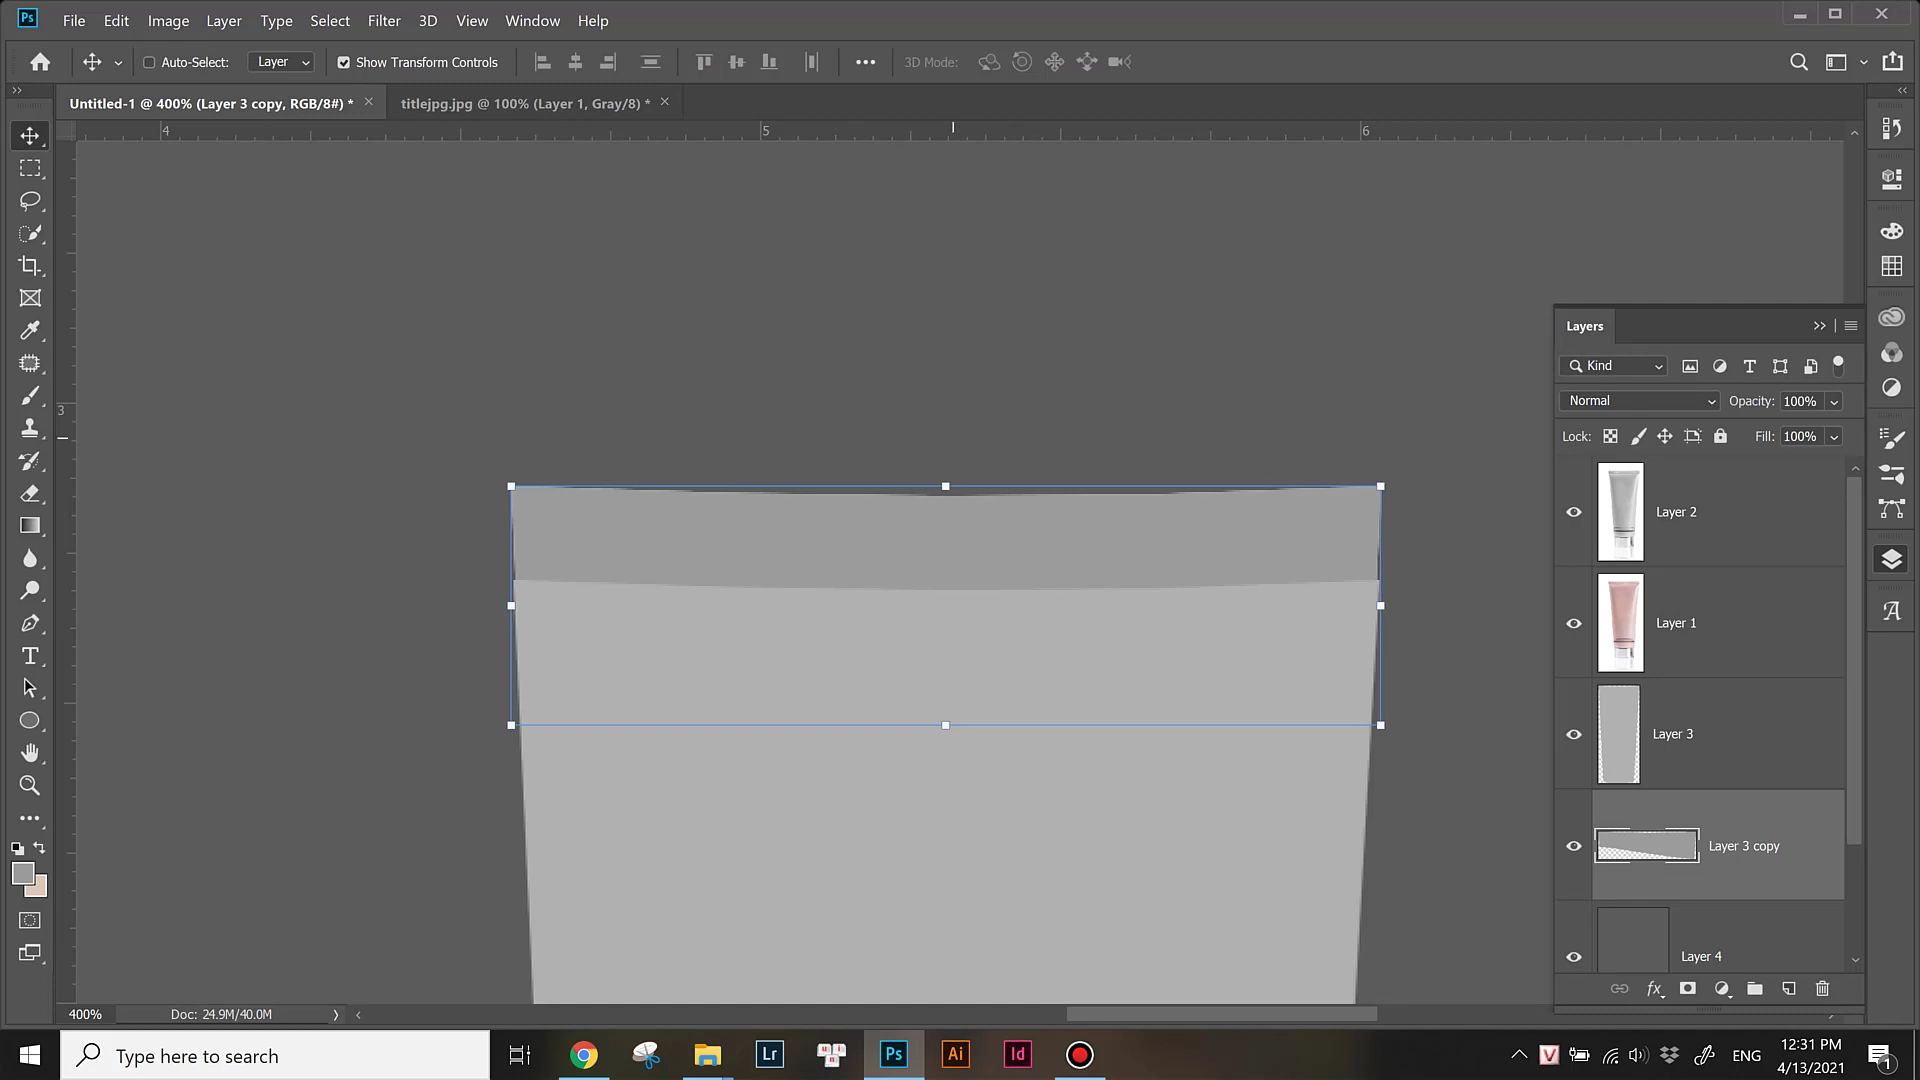 Ps File Edit Image Layer Type Select Filter 3D View Window Help
Auto-Select: Layer Show Transform Controls 3D Mode:
Untitled-1 @ 400% (Layer 3 copy, RGB/8#) * titlejpg.jpg @ 100% (Layer 1, Gray/8) *
4 5 6
3
Layers
Kind
Normal Opacity: 100%
Lock: Fill: 100%
Layer 2
Layer 1
Layer 3
Layer 3 copy
Layer 4
fx
400% Doc: 24.9M/40.0M
Type here to search
Lr Ps Ai Id
V ENG 12:31 PM
4/13/2021
1